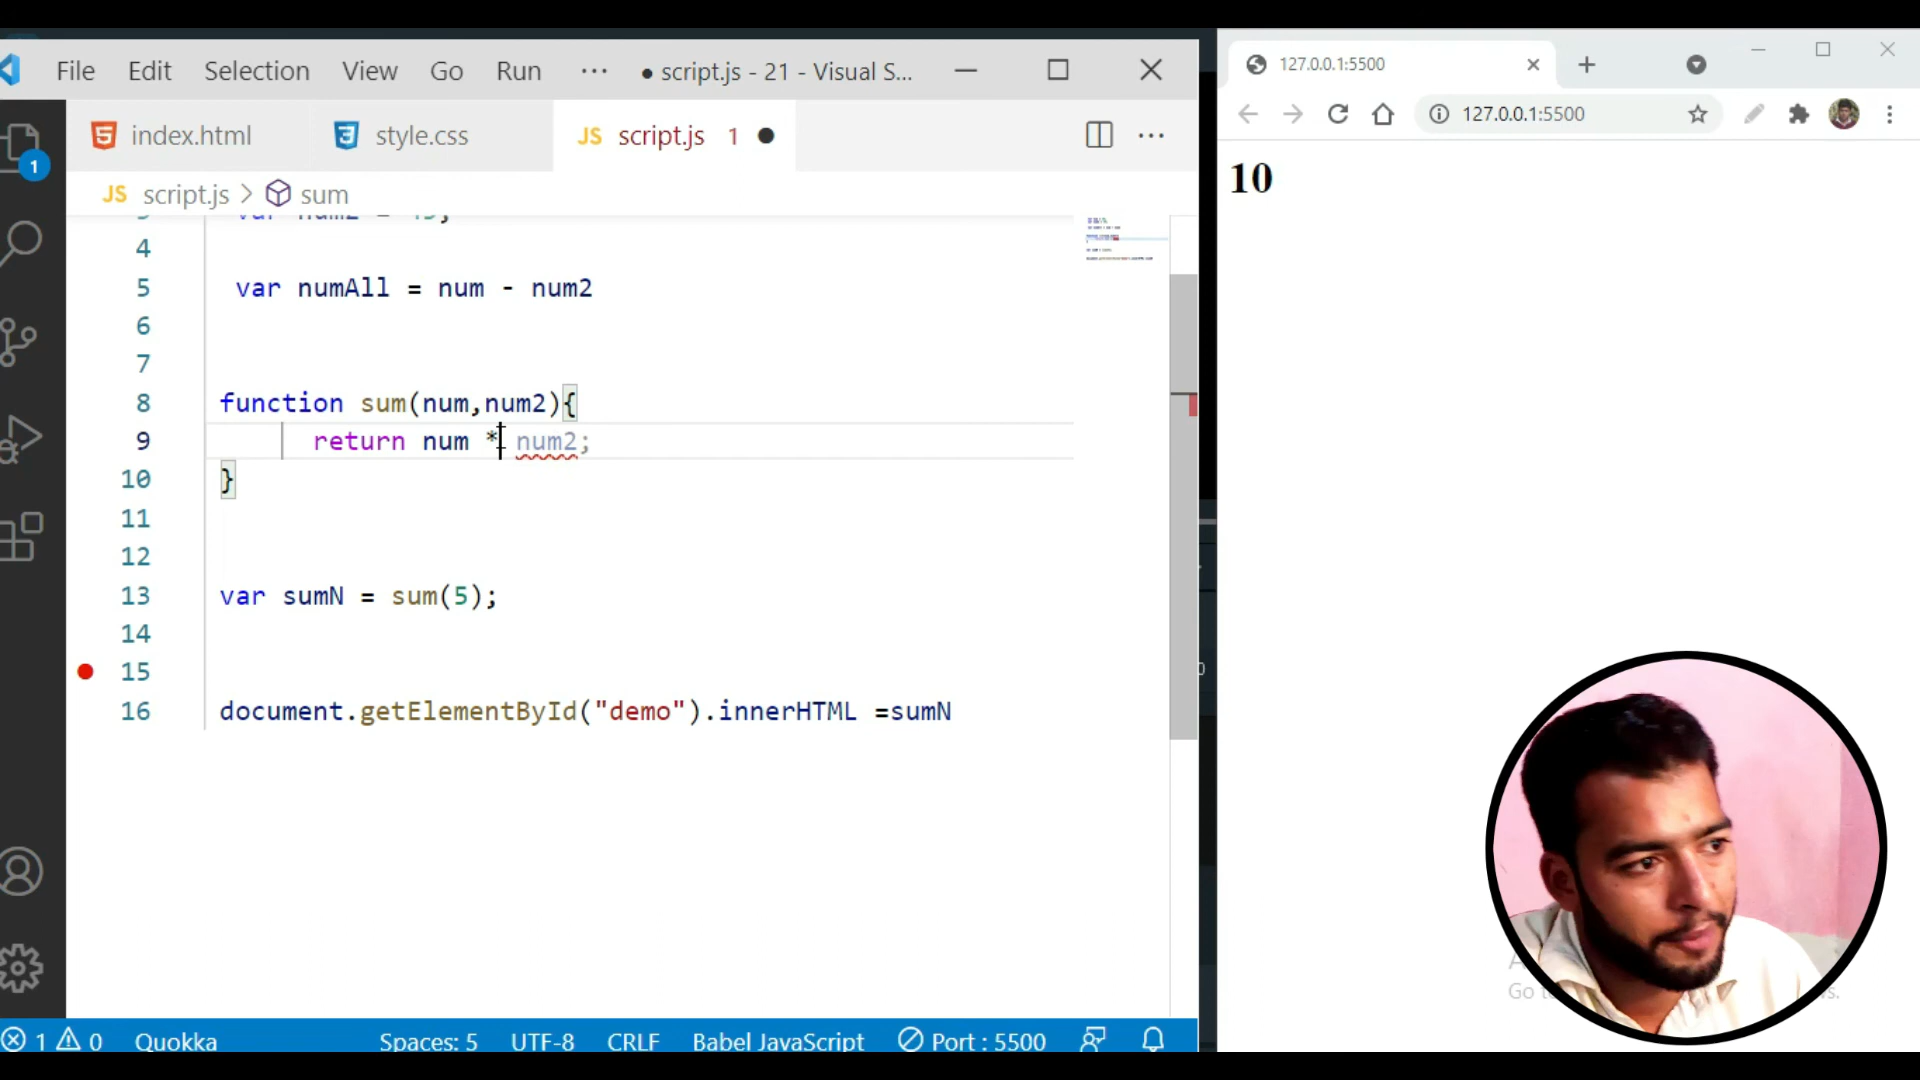 File Edit Selection View Go Run ··· ● script.js - 21 - Visual S...
index.html style.css JS script.js 1 ●
JS script.js > sum
4
5 var numAll = num - num2
6
7
8 function sum(num,num2){
9 return num * num2;
10 }
11
12
13 var sumN = sum(5);
14
15
16 document.getElementById("demo").innerHTML =sumN
1
1 0 Quokka Spaces: 5 UTF-8 CRLF Babel JavaScript Port : 5500
127.0.0.1:5500
127.0.0.1:5500
10